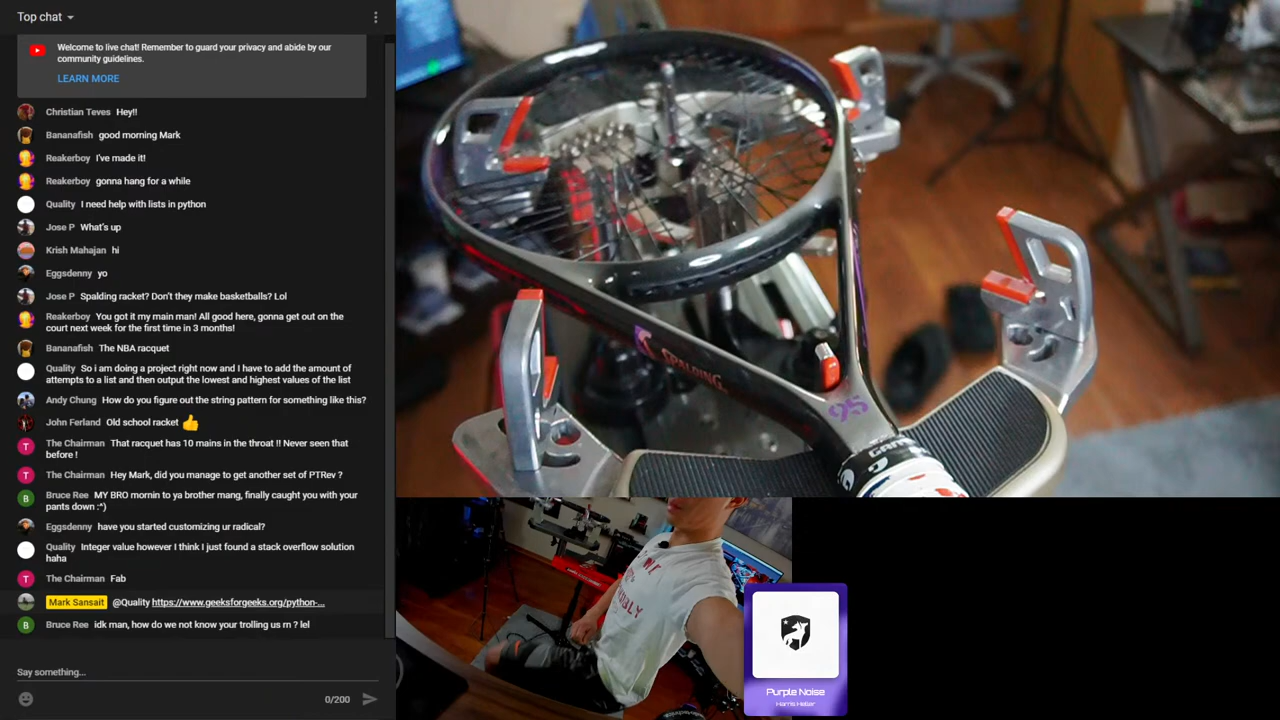 Top chat
Welcome to live chat! Remember to guard your privacy and abide by our
community guidelines.
LEARN MORE
Christian Teves Hey!!
Bananafish good morning Mark
Reakerboy I've made it!
Reakerboy gonna hang for a while
Quality I need help with lists in python
Jose P What's up
Krish Mahajan hi
Eggsdenny yo
Jose P Spalding racket? Don't they make basketballs? Lol
Reakerboy You got it my main man! All good here, gonna get out on the
court next week for the first time in 3 months!
Bananafish The NBA racquet
Quality So i am doing a project right now and I have to add the amount of
attempts to a list and then output the lowest and highest values of the list
Andy Chung How do you figure out the string pattern for something like this?
John Ferland Old school racket 👍
T The Chairman That racquet has 10 mains in the throat !! Never seen that
before !
T The Chairman Hey Mark, did you manage to get another set of PTRev ?
B Bruce Ree MY BRO mornin to ya brother mang, finally caught you with your
pants down :^)
Eggsdenny have you started customizing ur radical?
Quality Integer value however I think I just found a stack overflow solution
haha
T The Chairman Fab
Mark Sansait @Quality https://www.geeksforgeeks.org/python-...
B Bruce Ree idk man, how do we not know your trolling us rn ? lel
Say something...
0/200
SPALDING
95
Purple Noise
Harris Heller